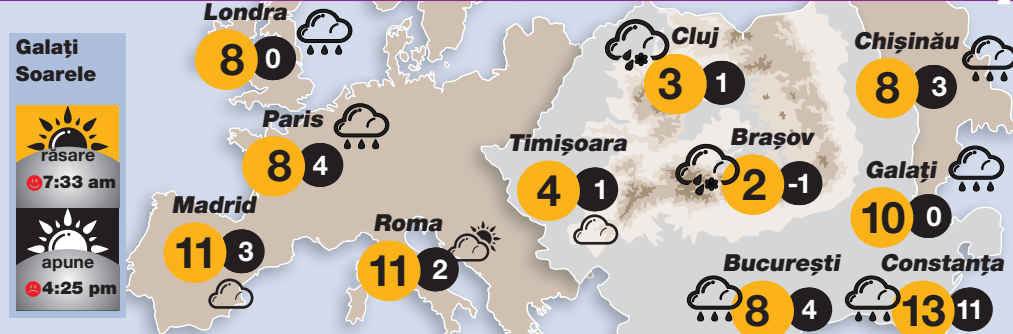 Galați
Soarele
răsare
7:33 am
apune
4:25 pm
Londra
8 0
Paris
8 4
Madrid
11 3
Roma
11 2
Timișoara
4 1
Cluj
3 1
Brașov
2 -1
București
8 4
Chișinău
8 3
Galați
10 0
Constanța
13 11